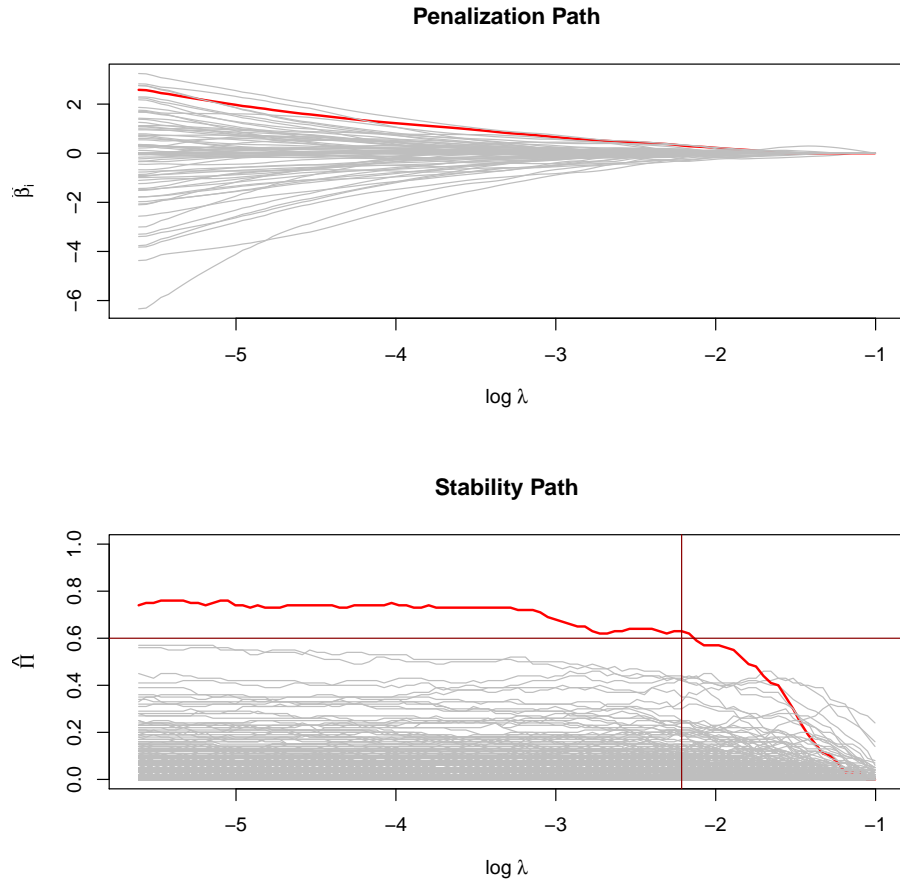 Penalization Path
2
0
−2
−4
−6
β̈i
−5 −4 −3 −2 −1
log λ
Stability Path
1.0
0.8
0.6
0.4
0.2
0.0
Π̂
−5 −4 −3 −2 −1
log λ